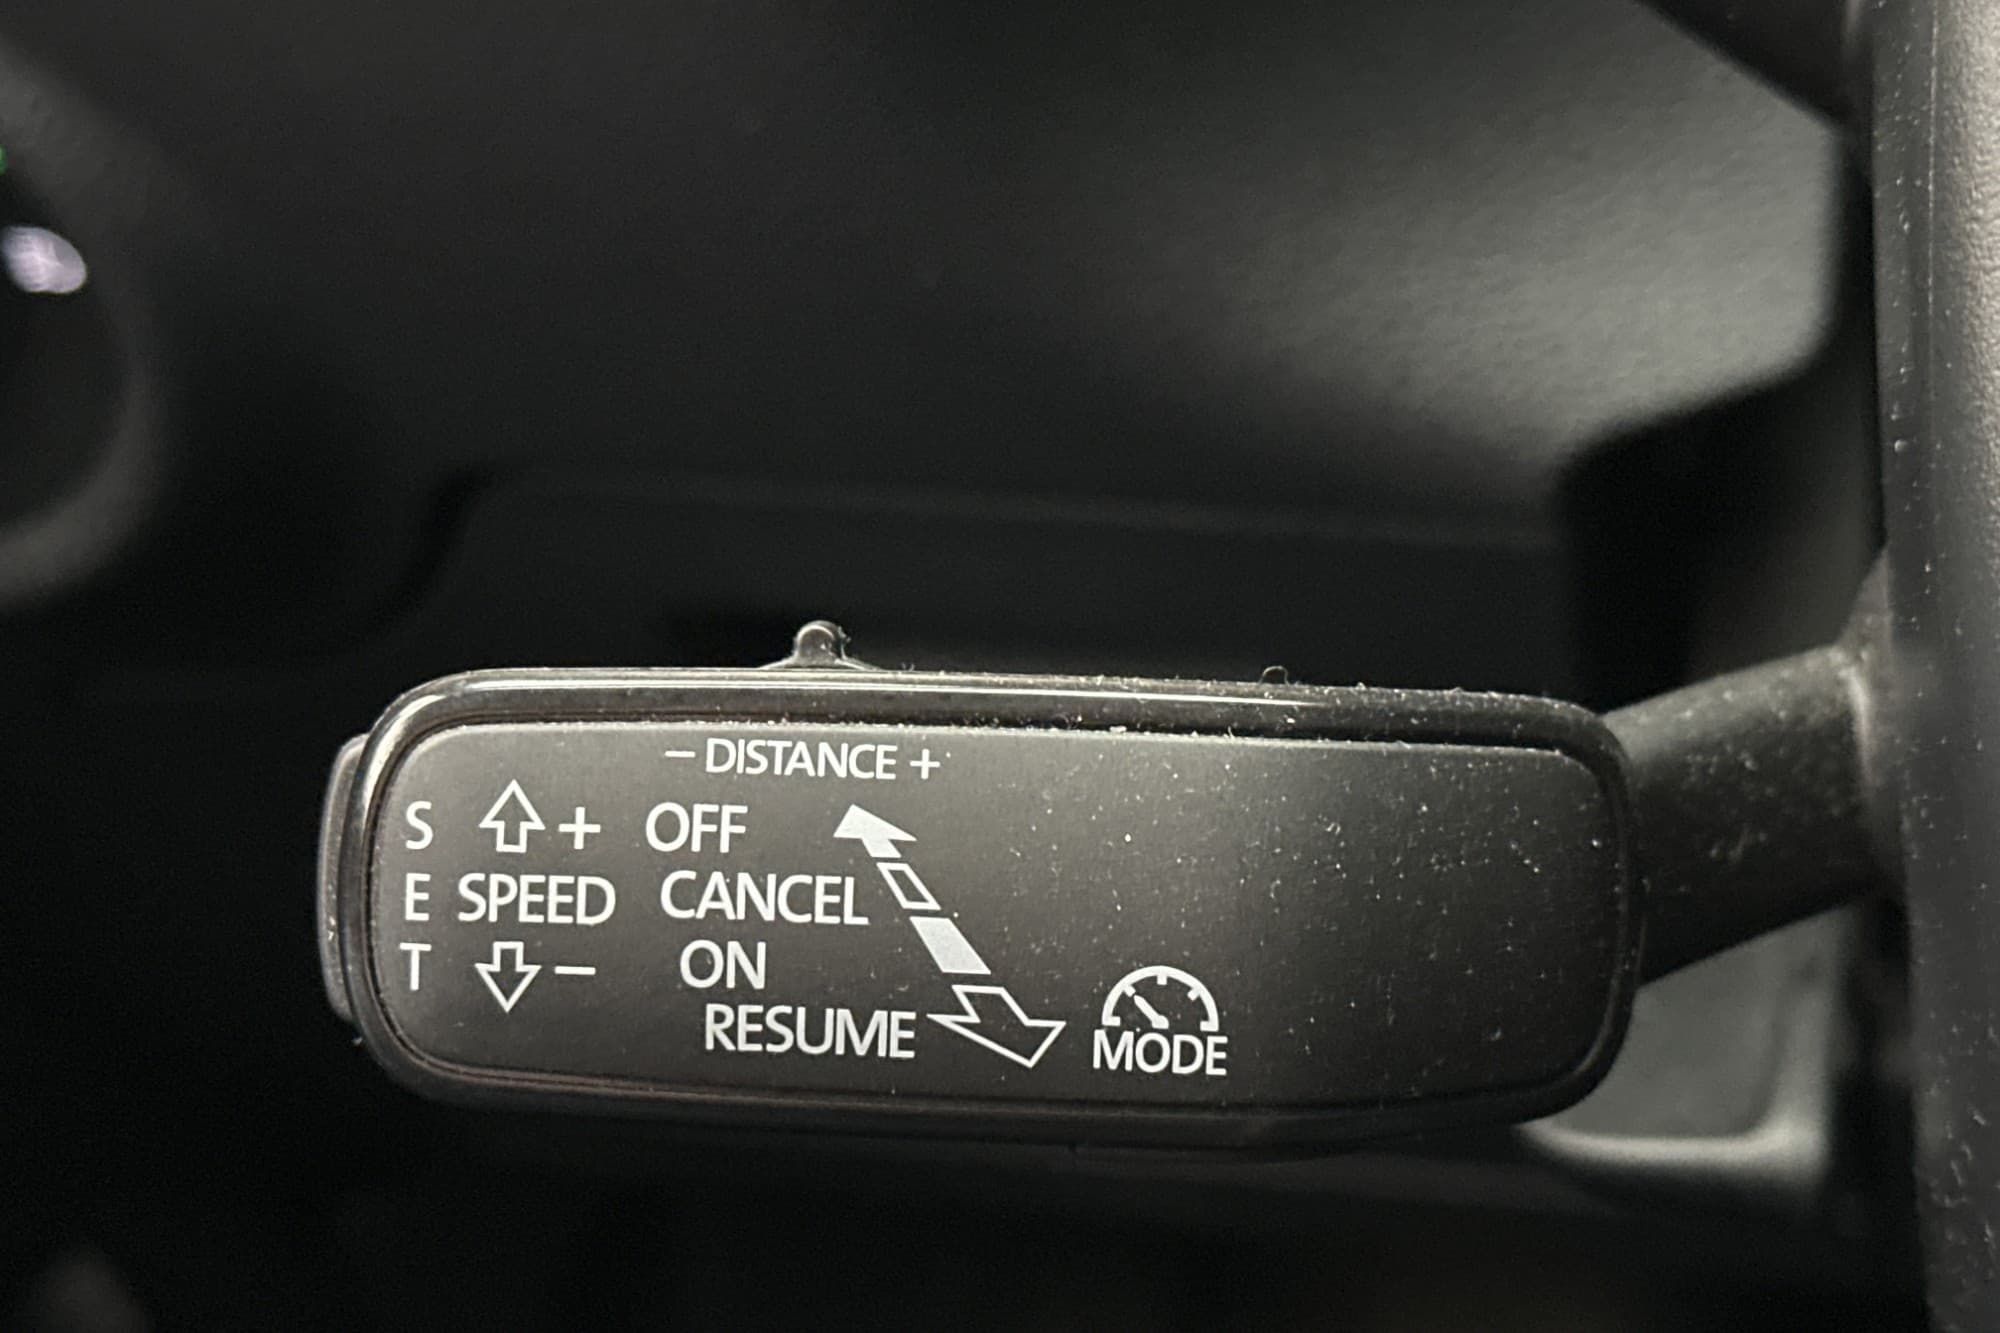 – DISTANCE +
S + OFF
E SPEED CANCEL
T – ON
RESUME
MODE